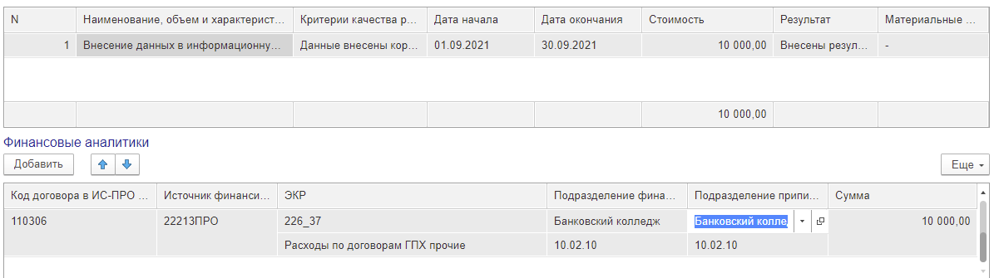 N Наименование, объем и характерист... Критерии качества р... Дата начала Дата окончания Стоимость Результат Материальные ...
1 Внесение данных в информационну... Данные внесены кор... 01.09.2021 30.09.2021 10 000,00 Внесены резул... -
10 000,00
Финансовые аналитики
Добавить Еще
Код договора в ИС-ПРО ... Источник финанси... ЭКР Подразделение фина... Подразделение припи... Сумма
110306 22213ПРО 226_37 Банковский колледж Банковский колле 10 000,00
Расходы по договорам ГПХ прочие 10.02.10 10.02.10